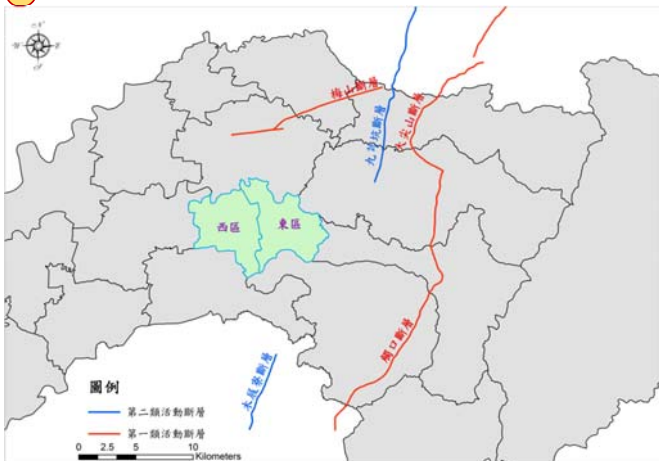 梅山斷層
九芎坑斷層
大尖山斷層
西區
東區
觸口斷層
木屐寮斷層
圖例
第二類活動斷層
第一類活動斷層
0 2.5 5 10
Kilometers